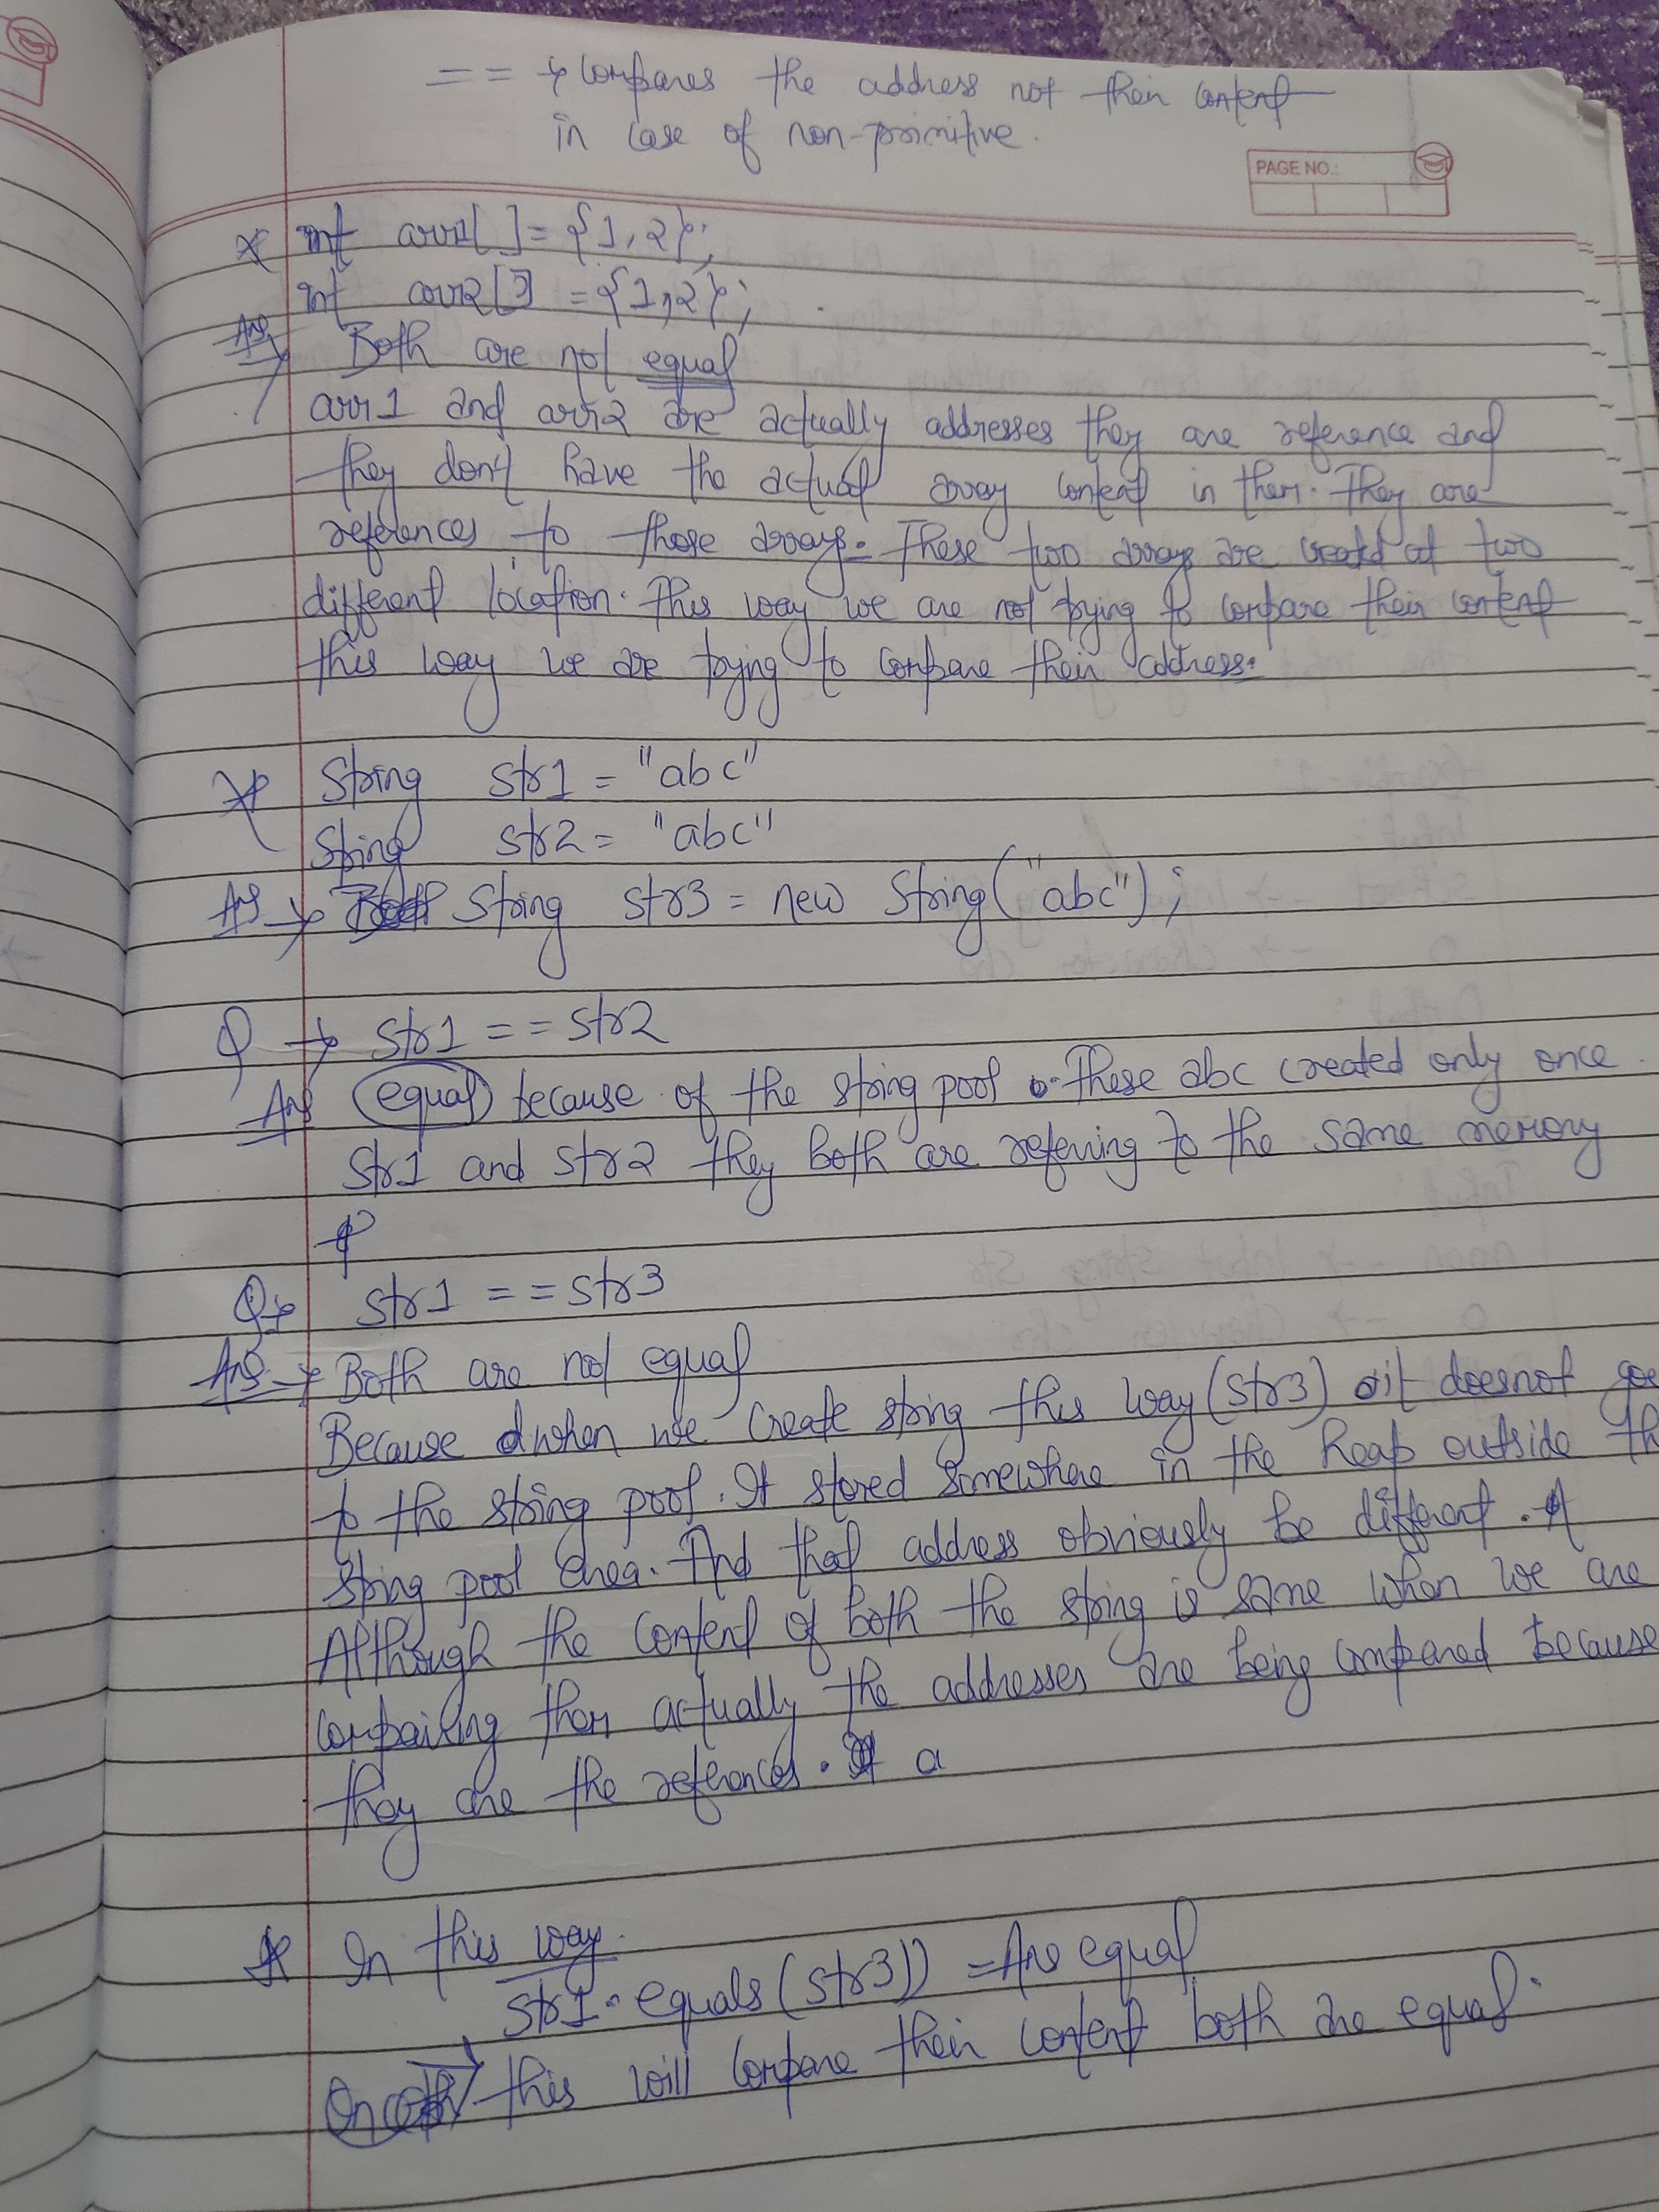 == → Compares the address not their content
in case of non-primitive.
PAGE NO.:
* int arr1[ ] = {1, 2};
int arr2[ ] = {1, 2};
Ans → Both are not equal
arr1 and arr2 are actually addresses they are reference and
they don't have the actual array content in them. They are
references to those arrays. These two arrays are created at two
different location. This way we are not trying to compare their content
this way we are trying to compare their address.
* String str1 = "abc"
String str2 = "abc"
Ans → String str3 = new String("abc");
Q → str1 == str2
Ans equal because of the string pool. These abc created only once.
str1 and str2 they both are referring to the same memory
Q → str1 == str3
Ans → Both are not equal
Because when we create string this way (str3) it doesnot goe
to the string pool. It stored somewhere in the heap outside th
string pool area. And that address obviously be different.
Although the content of both the string is same when we are
compairing them actually the addresses are being compared because
they are the references. a
* In this way
str1.equals(str3)) = Are equal
→ this will compare their content both are equal.